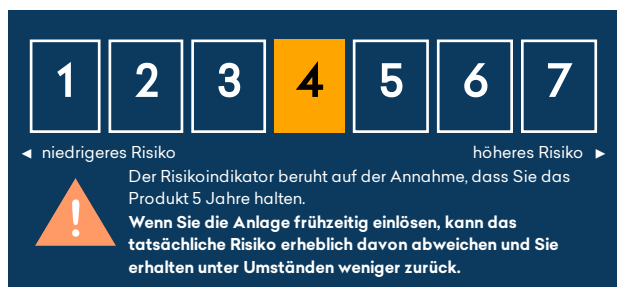 1 2 3 4 5 6 7
◄ niedrigeres Risiko höheres Risiko ►
Der Risikoindikator beruht auf der Annahme, dass Sie das
Produkt 5 Jahre halten.
Wenn Sie die Anlage frühzeitig einlösen, kann das
tatsächliche Risiko erheblich davon abweichen und Sie
erhalten unter Umständen weniger zurück.